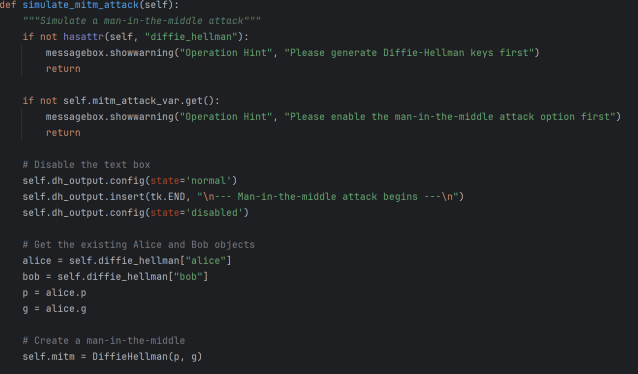 def simulate_mitm_attack(self):
    """Simulate a man-in-the-middle attack"""
    if not hasattr(self, "diffie_hellman"):
        messagebox.showwarning("Operation Hint", "Please generate Diffie-Hellman keys first")
        return

    if not self.mitm_attack_var.get():
        messagebox.showwarning("Operation Hint", "Please enable the man-in-the-middle attack option first")
        return

    # Disable the text box
    self.dh_output.config(state='normal')
    self.dh_output.insert(tk.END, "\n--- Man-in-the-middle attack begins ---\n")
    self.dh_output.config(state='disabled')

    # Get the existing Alice and Bob objects
    alice = self.diffie_hellman["alice"]
    bob = self.diffie_hellman["bob"]
    p = alice.p
    g = alice.g

    # Create a man-in-the-middle
    self.mitm = DiffieHellman(p, g)